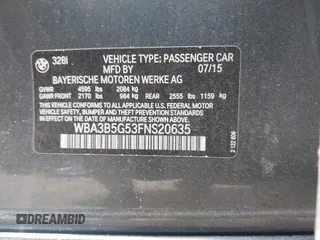 328I
VEHICLE TYPE: PASSENGER CAR
MFD BY: 07/15
BAYERISCHE MOTOREN WERKE AG
GVWR 4595 LBS 2084 KG
GAWR FRONT 2170 LBS 984 KG REAR 2555 LBS 1159 KG
THIS VEHICLE CONFORMS TO ALL APPLICABLE U.S. FEDERAL MOTOR
VEHICLE SAFETY, BUMPER, AND THEFT PREVENTION STANDARDS
IN EFFECT ON THE DATE OF MANUFACTURE SHOWN ABOVE.
WBA3B5G53FNS20635
DREAMBID